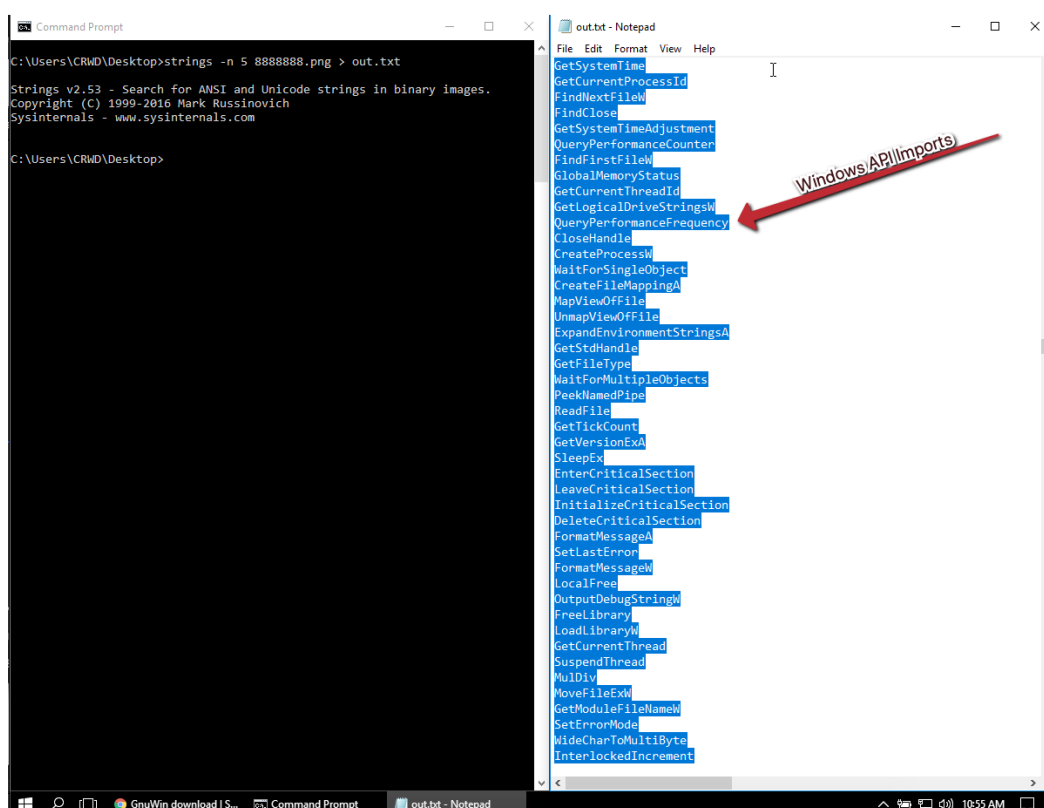 Command Prompt
C:\Users\CRWD\Desktop>strings -n 5 8888888.png > out.txt
Strings v2.53 - Search for ANSI and Unicode strings in binary images.
Copyright (C) 1999-2016 Mark Russinovich
Sysinternals - www.sysinternals.com
C:\Users\CRWD\Desktop>
out.txt - Notepad
File Edit Format View Help
GetSystemTime
GetCurrentProcessId
FindNextFileW
FindClose
GetSystemTimeAdjustment
QueryPerformanceCounter
FindFirstFileW
GlobalMemoryStatus
GetCurrentThreadId
GetLogicalDriveStringsW
QueryPerformanceFrequency
CloseHandle
CreateProcessW
WaitForSingleObject
CreateFileMappingA
MapViewOfFile
UnmapViewOfFile
ExpandEnvironmentStringsA
GetStdHandle
GetFileType
WaitForMultipleObjects
PeekNamedPipe
ReadFile
GetTickCount
GetVersionExA
SleepEx
EnterCriticalSection
LeaveCriticalSection
InitializeCriticalSection
DeleteCriticalSection
FormatMessageA
SetLastError
FormatMessageW
LocalFree
OutputDebugStringW
FreeLibrary
LoadLibraryW
GetCurrentThread
SuspendThread
MulDiv
MoveFileExW
GetModuleFileNameW
SetErrorMode
WideCharToMultiByte
InterlockedIncrement
Windows API Imports
GnuWin download | S...
Command Prompt
out.txt - Notepad
10:55 AM